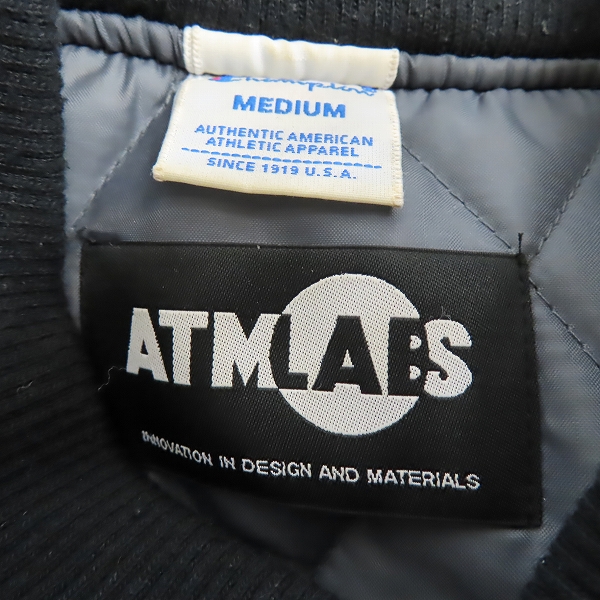 Champion
MEDIUM
AUTHENTIC AMERICAN
ATHLETIC APPAREL
SINCE 1919 U.S.A.
ATMLABS
INNOVATION IN DESIGN AND MATERIALS